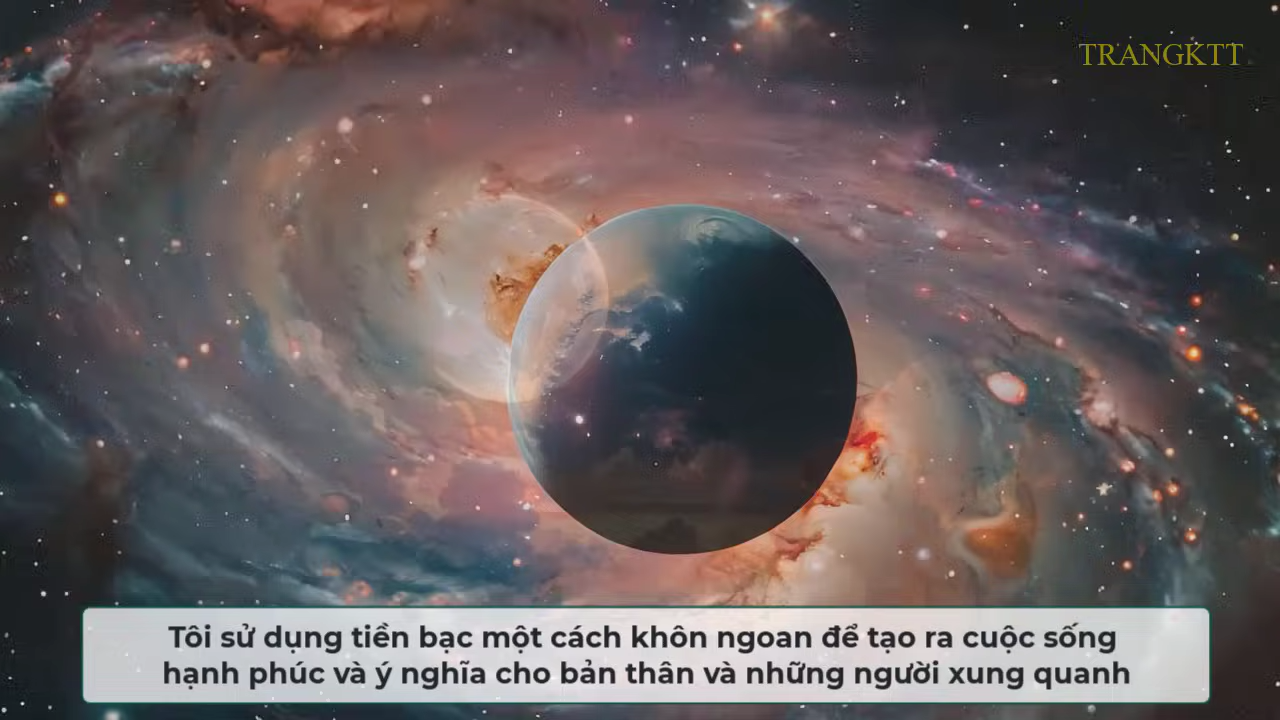 TRANGKTT
Tôi sử dụng tiền bạc một cách khôn ngoan để tạo ra cuộc sống
hạnh phúc và ý nghĩa cho bản thân và những người xung quanh